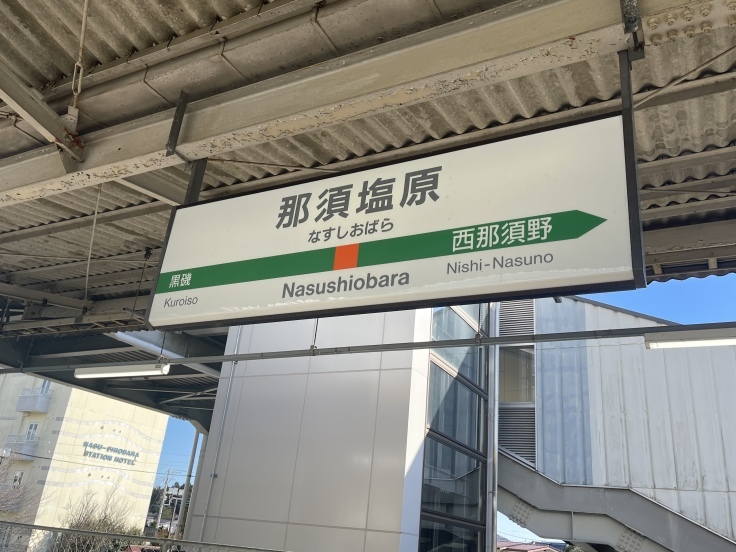 那須塩原
なすしおばら
黒磯
西那須野
Kuroiso
Nasushiobara
Nishi-Nasuno
NASU-SHIOBARA
STATION HOTEL